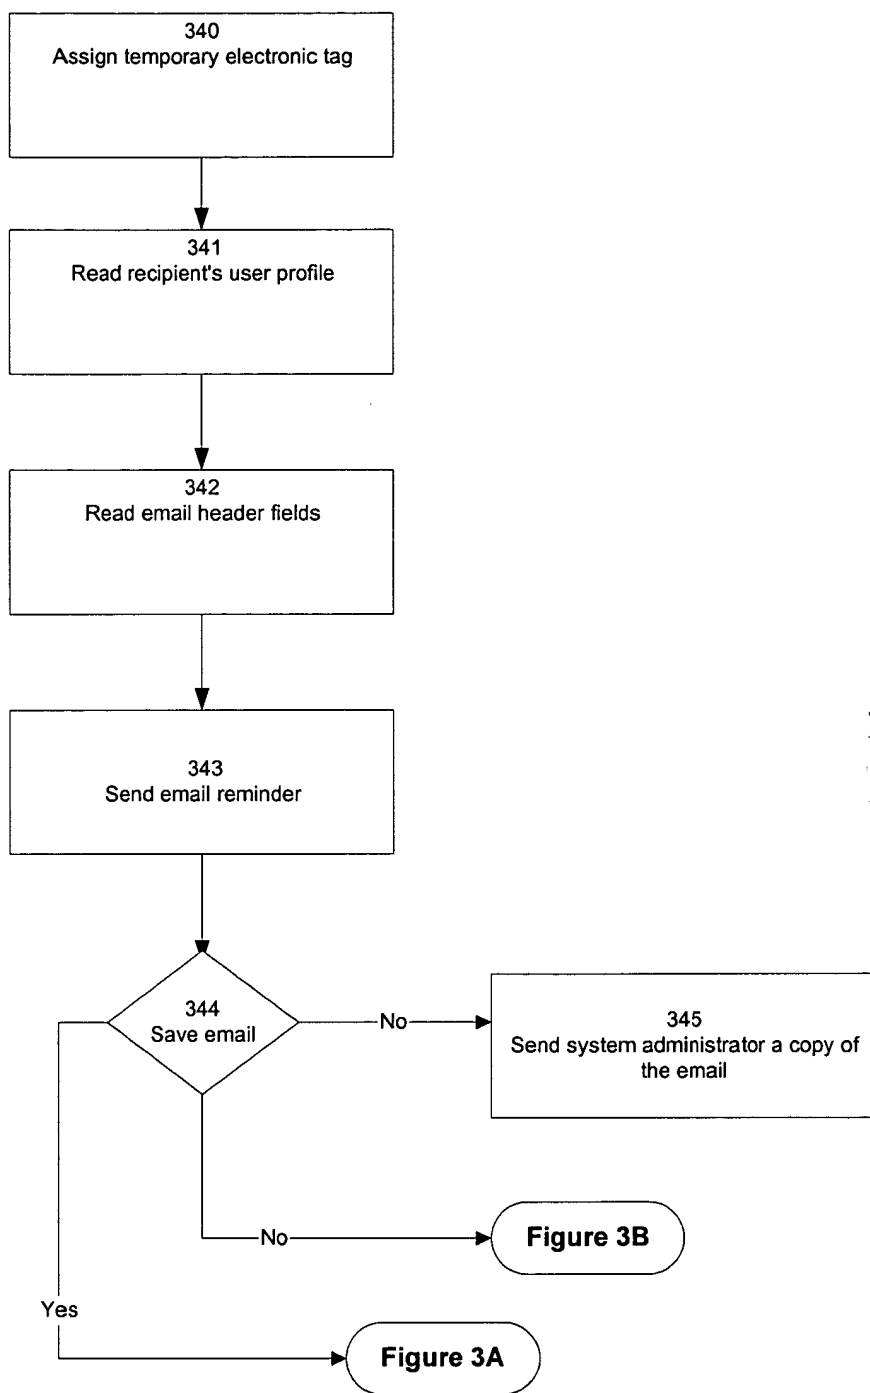 340
Assign temporary electronic tag
341
Read recipient's user profile
342
Read email header fields
343
Send email reminder
344
Save email
No
345
Send system administrator a copy of
the email
No
Figure 3B
Yes
Figure 3A